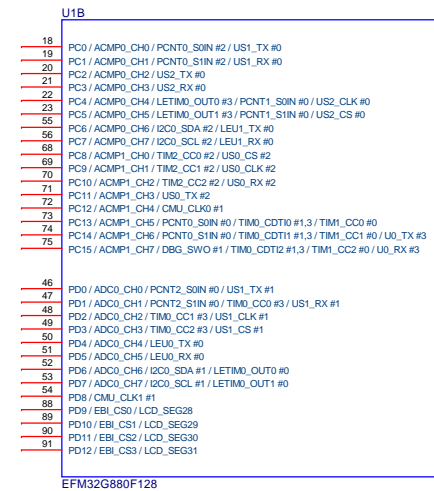 U1B
18 PC0 / ACMP0_CH0 / PCNT0_S0IN #2 / US1_TX #0
19 PC1 / ACMP0_CH1 / PCNT0_S1IN #2 / US1_RX #0
20 PC2 / ACMP0_CH2 / US2_TX #0
21 PC3 / ACMP0_CH3 / US2_RX #0
22 PC4 / ACMP0_CH4 / LETIM0_OUT0 #3 / PCNT1_S0IN #0 / US2_CLK #0
23 PC5 / ACMP0_CH5 / LETIM0_OUT1 #3 / PCNT1_S1IN #0 / US2_CS #0
55 PC6 / ACMP0_CH6 / I2C0_SDA #2 / LEU1_TX #0
56 PC7 / ACMP0_CH7 / I2C0_SCL #2 / LEU1_RX #0
68 PC8 / ACMP1_CH0 / TIM2_CC0 #2 / US0_CS #2
69 PC9 / ACMP1_CH1 / TIM2_CC1 #2 / US0_CLK #2
70 PC10 / ACMP1_CH2 / TIM2_CC2 #2 / US0_RX #2
71 PC11 / ACMP1_CH3 / US0_TX #2
72 PC12 / ACMP1_CH4 / CMU_CLK0 #1
73 PC13 / ACMP1_CH5 / PCNT0_S0IN #0 / TIM0_CDTI0 #1,3 / TIM1_CC0 #0
74 PC14 / ACMP1_CH6 / PCNT0_S1IN #0 / TIM0_CDTI1 #1,3 / TIM1_CC1 #0 / U0_TX #3
75 PC15 / ACMP1_CH7 / DBG_SWO #1 / TIM0_CDTI2 #1,3 / TIM1_CC2 #0 / U0_RX #3
46 PD0 / ADC0_CH0 / PCNT2_S0IN #0 / US1_TX #1
47 PD1 / ADC0_CH1 / PCNT2_S1IN #0 / TIM0_CC0 #3 / US1_RX #1
48 PD2 / ADC0_CH2 / TIM0_CC1 #3 / US1_CLK #1
49 PD3 / ADC0_CH3 / TIM0_CC2 #3 / US1_CS #1
50 PD4 / ADC0_CH4 / LEU0_TX #0
51 PD5 / ADC0_CH5 / LEU0_RX #0
52 PD6 / ADC0_CH6 / I2C0_SDA #1 / LETIM0_OUT0 #0
53 PD7 / ADC0_CH7 / I2C0_SCL #1 / LETIM0_OUT1 #0
54 PD8 / CMU_CLK1 #1
88 PD9 / EBI_CS0 / LCD_SEG28
89 PD10 / EBI_CS1 / LCD_SEG29
90 PD11 / EBI_CS2 / LCD_SEG30
91 PD12 / EBI_CS3 / LCD_SEG31
EFM32G880F128